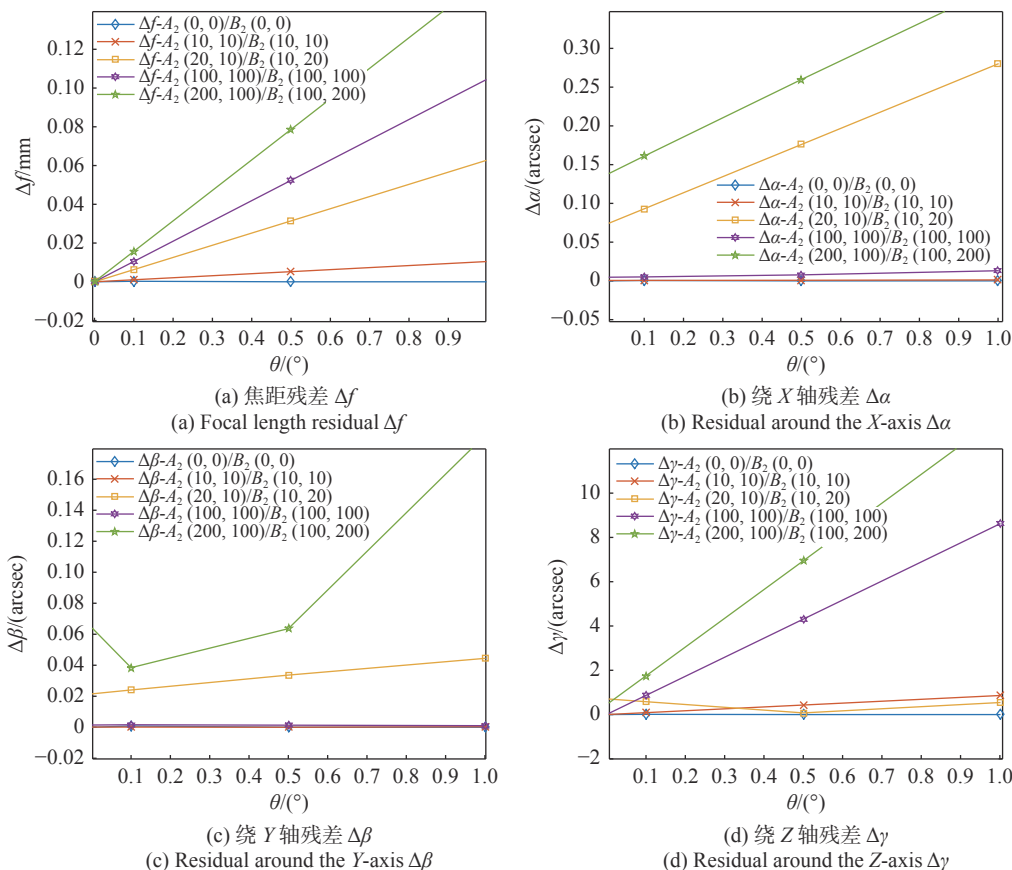 Δf-A₂ (0, 0)/B₂ (0, 0)
Δf-A₂ (10, 10)/B₂ (10, 10)
Δf-A₂ (20, 10)/B₂ (10, 20)
Δf-A₂ (100, 100)/B₂ (100, 100)
Δf-A₂ (200, 100)/B₂ (100, 200)
0.12
0.10
0.08
0.06
0.04
0.02
0
−0.02
Δf/mm
0 0.1 0.2 0.3 0.4 0.5 0.6 0.7 0.8 0.9
θ/(°)
(a) 焦距残差 Δf
(a) Focal length residual Δf
0.30
0.25
0.20
0.15
0.10
0.05
0
−0.05
Δα/(arcsec)
Δα-A₂ (0, 0)/B₂ (0, 0)
Δα-A₂ (10, 10)/B₂ (10, 10)
Δα-A₂ (20, 10)/B₂ (10, 20)
Δα-A₂ (100, 100)/B₂ (100, 100)
Δα-A₂ (200, 100)/B₂ (100, 200)
0.1 0.2 0.3 0.4 0.5 0.6 0.7 0.8 0.9 1.0
θ/(°)
(b) 绕 X 轴残差 Δα
(b) Residual around the X-axis Δα
Δβ-A₂ (0, 0)/B₂ (0, 0)
Δβ-A₂ (10, 10)/B₂ (10, 10)
Δβ-A₂ (20, 10)/B₂ (10, 20)
Δβ-A₂ (100, 100)/B₂ (100, 100)
Δβ-A₂ (200, 100)/B₂ (100, 200)
0.16
0.14
0.12
0.10
0.08
0.06
0.04
0.02
0
−0.02
Δβ/(arcsec)
0.1 0.2 0.3 0.4 0.5 0.6 0.7 0.8 0.9 1.0
θ/(°)
(c) 绕 Y 轴残差 Δβ
(c) Residual around the Y-axis Δβ
Δγ-A₂ (0, 0)/B₂ (0, 0)
Δγ-A₂ (10, 10)/B₂ (10, 10)
Δγ-A₂ (20, 10)/B₂ (10, 20)
Δγ-A₂ (100, 100)/B₂ (100, 100)
Δγ-A₂ (200, 100)/B₂ (100, 200)
10
8
6
4
2
0
−2
Δγ/(arcsec)
0.1 0.2 0.3 0.4 0.5 0.6 0.7 0.8 0.9 1.0
θ/(°)
(d) 绕 Z 轴残差 Δγ
(d) Residual around the Z-axis Δγ